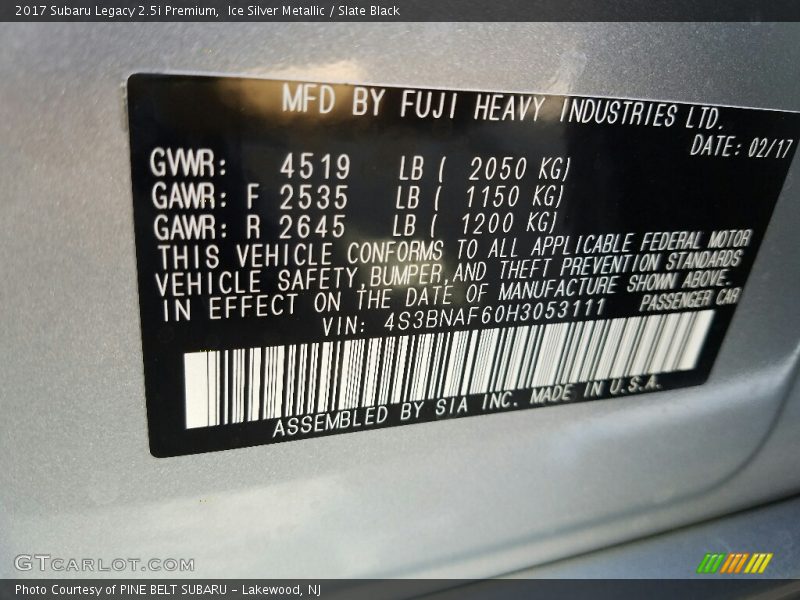 2017 Subaru Legacy 2.5i Premium,  Ice Silver Metallic / Slate Black
MFD BY FUJI HEAVY INDUSTRIES LTD.
DATE: 02/17
GVWR: 4519 LB ( 2050 KG)
GAWR: F 2535 LB ( 1150 KG)
GAWR: R 2645 LB ( 1200 KG)
THIS VEHICLE CONFORMS TO ALL APPLICABLE FEDERAL MOTOR
VEHICLE SAFETY,BUMPER,AND THEFT PREVENTION STANDARDS
IN EFFECT ON THE DATE OF MANUFACTURE SHOWN ABOVE.
VIN: 4S3BNAF60H3053111 PASSENGER CAR
ASSEMBLED BY SIA INC. MADE IN U.S.A.
GTCARLOT.COM
Photo Courtesy of PINE BELT SUBARU - Lakewood, NJ